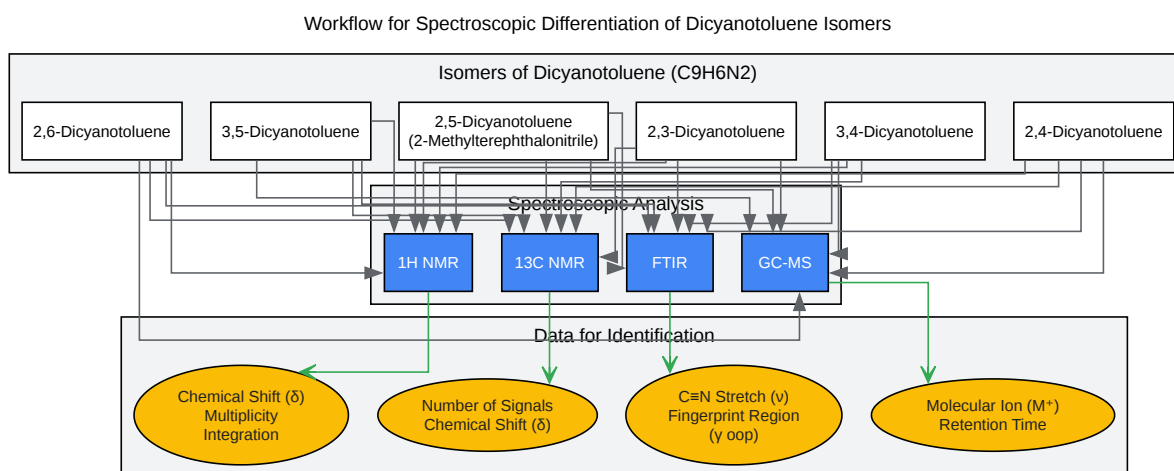 Workflow for Spectroscopic Differentiation of Dicyanotoluene Isomers
Isomers of Dicyanotoluene (C9H6N2)
2,6-Dicyanotoluene
3,5-Dicyanotoluene
2,5-Dicyanotoluene
(2-Methylterephthalonitrile)
2,3-Dicyanotoluene
3,4-Dicyanotoluene
2,4-Dicyanotoluene
Spectroscopic Analysis
1H NMR
13C NMR
FTIR
GC-MS
Data for Identification
Chemical Shift (δ)
Multiplicity
Integration
Number of Signals
Chemical Shift (δ)
C≡N Stretch (ν)
Fingerprint Region
(γ oop)
Molecular Ion (M⁺)
Retention Time